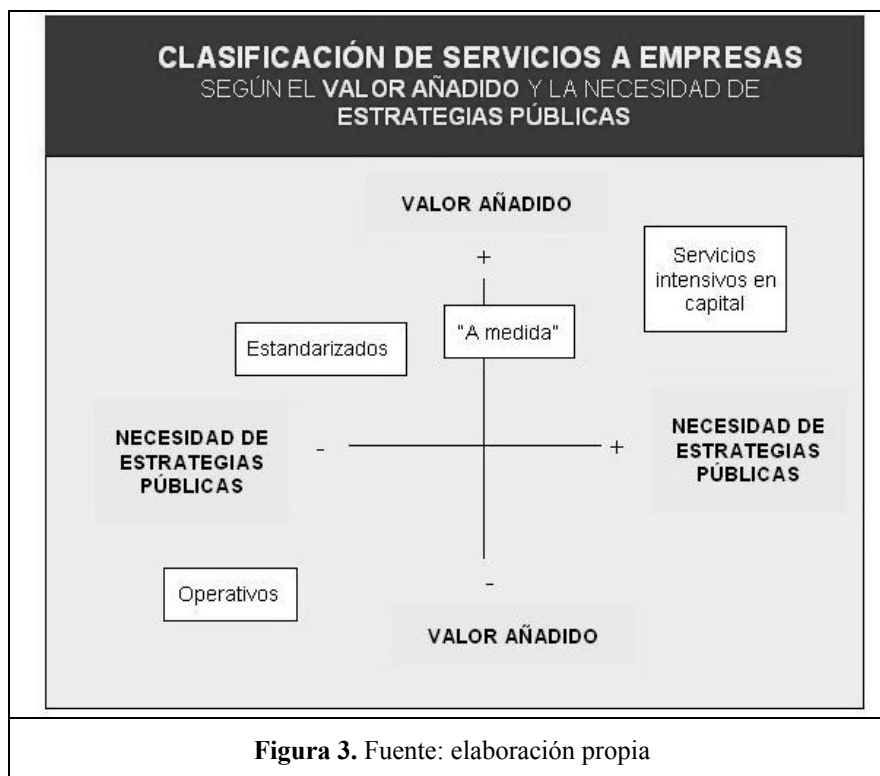 CLASIFICACIÓN DE SERVICIOS A EMPRESAS
SEGÚN EL VALOR AÑADIDO Y LA NECESIDAD DE
ESTRATEGIAS PÚBLICAS
VALOR AÑADIDO
+
Servicios
intensivos en
capital
"A medida"
Estandarizados
NECESIDAD DE
ESTRATEGIAS
PÚBLICAS
-
+
NECESIDAD DE
ESTRATEGIAS
PÚBLICAS
-
Operativos
VALOR AÑADIDO
Figura 3. Fuente: elaboración propia